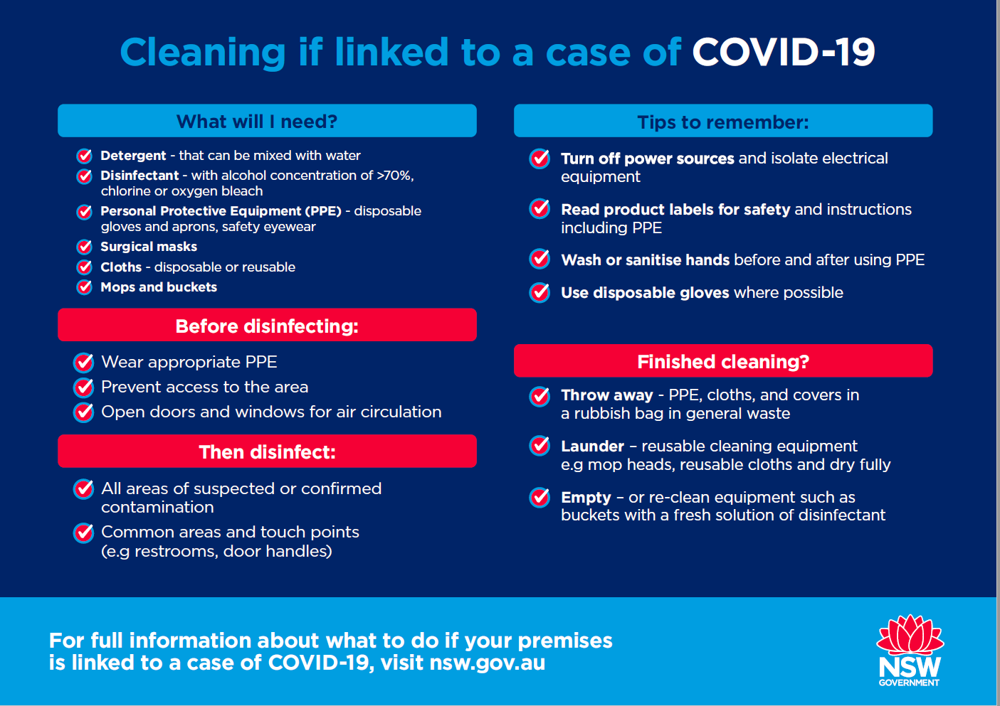 Cleaning if linked to a case of COVID-19
What will I need?
Detergent - that can be mixed with water
Disinfectant - with alcohol concentration of >70%,
chlorine or oxygen bleach
Personal Protective Equipment (PPE) - disposable
gloves and aprons, safety eyewear
Surgical masks
Cloths - disposable or reusable
Mops and buckets
Before disinfecting:
Wear appropriate PPE
Prevent access to the area
Open doors and windows for air circulation
Then disinfect:
All areas of suspected or confirmed
contamination
Common areas and touch points
(e.g restrooms, door handles)
Tips to remember:
Turn off power sources and isolate electrical
equipment
Read product labels for safety and instructions
including PPE
Wash or sanitise hands before and after using PPE
Use disposable gloves where possible
Finished cleaning?
Throw away - PPE, cloths, and covers in
a rubbish bag in general waste
Launder – reusable cleaning equipment
e.g mop heads, reusable cloths and dry fully
Empty – or re-clean equipment such as
buckets with a fresh solution of disinfectant
For full information about what to do if your premises
is linked to a case of COVID-19, visit nsw.gov.au
NSW
GOVERNMENT